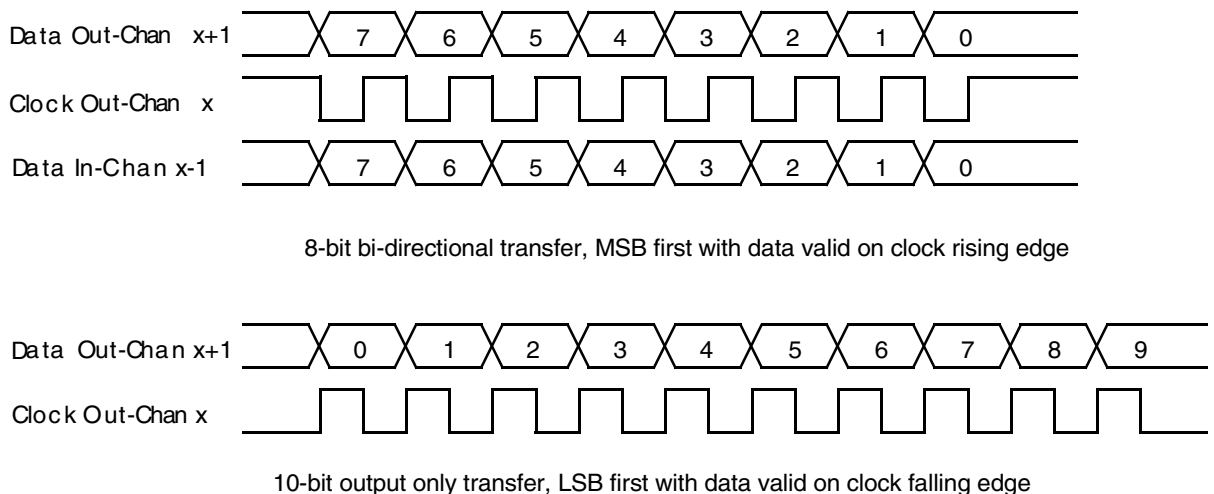 Data Out-Chan x+1 7 6 5 4 3 2 1 0
Clock Out-Chan x
Data In-Chan x-1 7 6 5 4 3 2 1 0
8-bit bi-directional transfer, MSB first with data valid on clock rising edge
Data Out-Chan x+1 0 1 2 3 4 5 6 7 8 9
Clock Out-Chan x
10-bit output only transfer, LSB first with data valid on clock falling edge